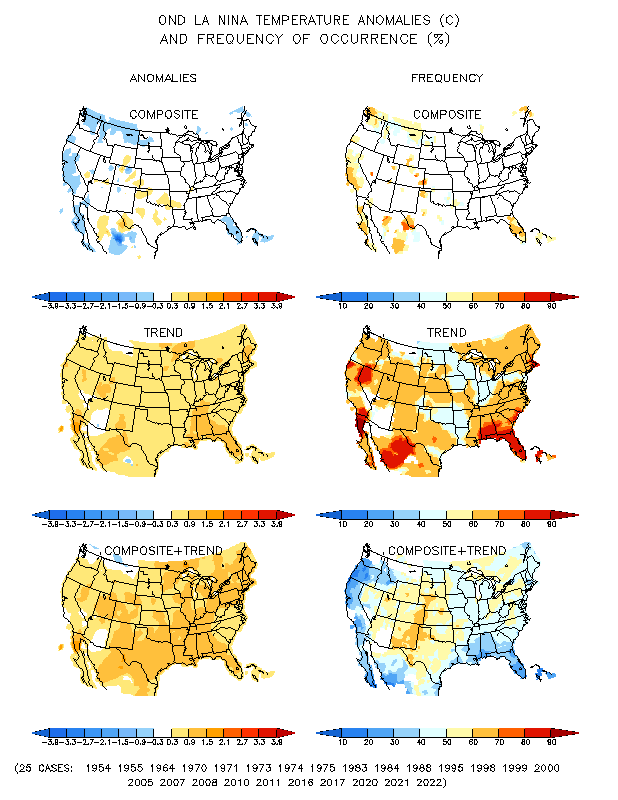 OND LA NINA TEMPERATURE ANOMALIES (C)
AND FREQUENCY OF OCCURRENCE (%)
ANOMALIES FREQUENCY
COMPOSITE COMPOSITE
-3.9 -3.3 -2.7 -2.1 -1.5 -0.9 -0.3 0.3 0.9 1.5 2.1 2.7 3.3 3.9 10 20 30 40 50 60 70 80 90
TREND TREND
-3.9 -3.3 -2.7 -2.1 -1.5 -0.9 -0.3 0.3 0.9 1.5 2.1 2.7 3.3 3.9 10 20 30 40 50 60 70 80 90
COMPOSITE+TREND COMPOSITE+TREND
-3.9 -3.3 -2.7 -2.1 -1.5 -0.9 -0.3 0.3 0.9 1.5 2.1 2.7 3.3 3.9 10 20 30 40 50 60 70 80 90
(25 CASES: 1954 1955 1964 1970 1971 1973 1974 1975 1983 1984 1988 1995 1998 1999 2000
2005 2007 2008 2010 2011 2016 2017 2020 2021 2022)